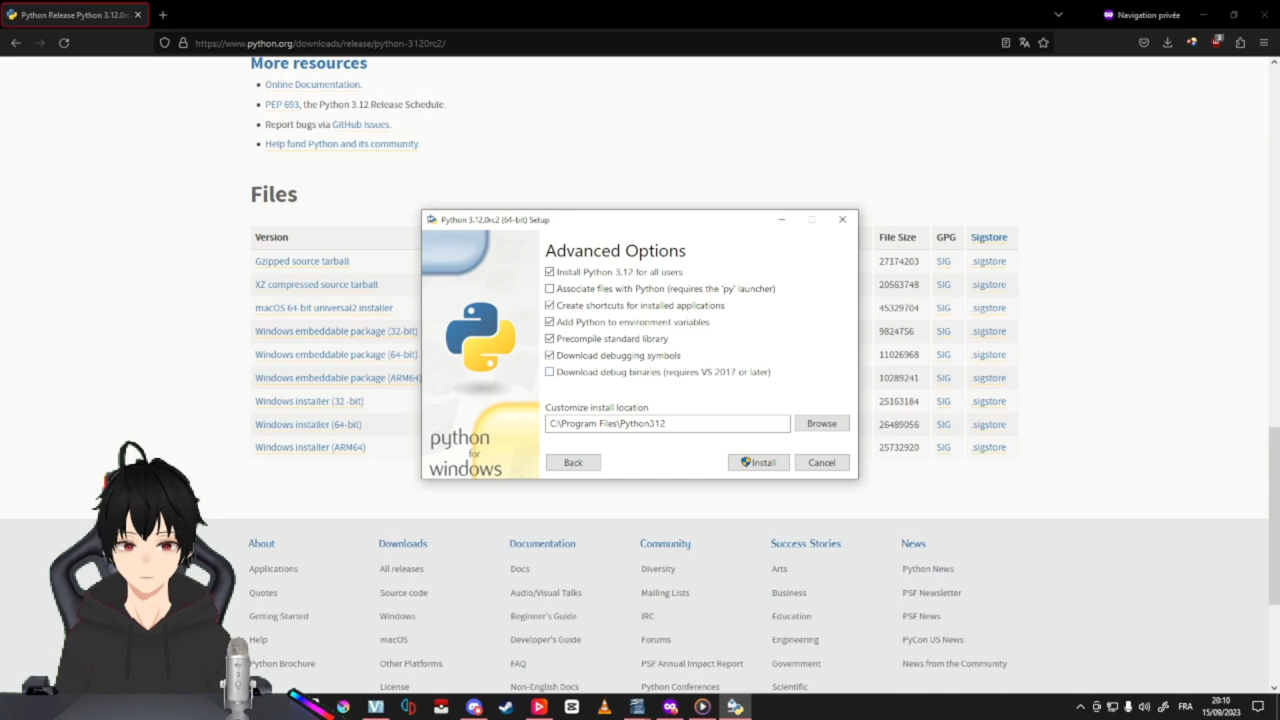 Python Release Python 3.12.0rc
Navigation privée
https://www.python.org/downloads/release/python-3120rc2/
3
More resources
Online Documentation.
PEP 693, the Python 3.12 Release Schedule.
Report bugs via GitHub Issues.
Help fund Python and its community.
Files
Version
File Size
GPG
Sigstore
Gzipped source tarball
27174203
SIG
.sigstore
XZ compressed source tarball
20563748
SIG
.sigstore
macOS 64-bit universal2 installer
45329704
SIG
.sigstore
Windows embeddable package (32-bit)
9824756
SIG
.sigstore
Windows embeddable package (64-bit)
11026968
SIG
.sigstore
Windows embeddable package (ARM64)
10289241
SIG
.sigstore
Windows installer (32 -bit)
25163184
SIG
.sigstore
Windows installer (64-bit)
26489056
SIG
.sigstore
Windows installer (ARM64)
25732920
SIG
.sigstore
Python 3.12.0rc2 (64-bit) Setup
Advanced Options
Install Python 3.12 for all users
Associate files with Python (requires the 'py' launcher)
Create shortcuts for installed applications
Add Python to environment variables
Precompile standard library
Download debugging symbols
Download debug binaries (requires VS 2017 or later)
Customize install location
C:\Program Files\Python312
Browse
python
for
windows
Back
Install
Cancel
About
Applications
Quotes
Getting Started
Help
Python Brochure
Downloads
All releases
Source code
Windows
macOS
Other Platforms
License
Documentation
Docs
Audio/Visual Talks
Beginner's Guide
Developer's Guide
FAQ
Non-English Docs
Community
Diversity
Mailing Lists
IRC
Forums
PSF Annual Impact Report
Python Conferences
Success Stories
Arts
Business
Education
Engineering
Government
Scientific
News
Python News
PSF Newsletter
PSF News
PyCon US News
News from the Community
FRA
20:10
15/09/2023